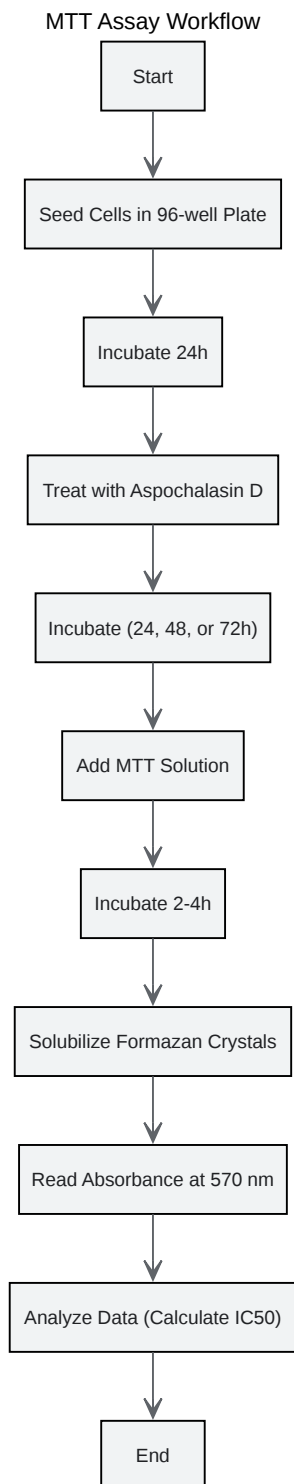 MTT Assay Workflow
Start
Seed Cells in 96-well Plate
Incubate 24h
Treat with Aspochalasin D
Incubate (24, 48, or 72h)
Add MTT Solution
Incubate 2-4h
Solubilize Formazan Crystals
Read Absorbance at 570 nm
Analyze Data (Calculate IC50)
End